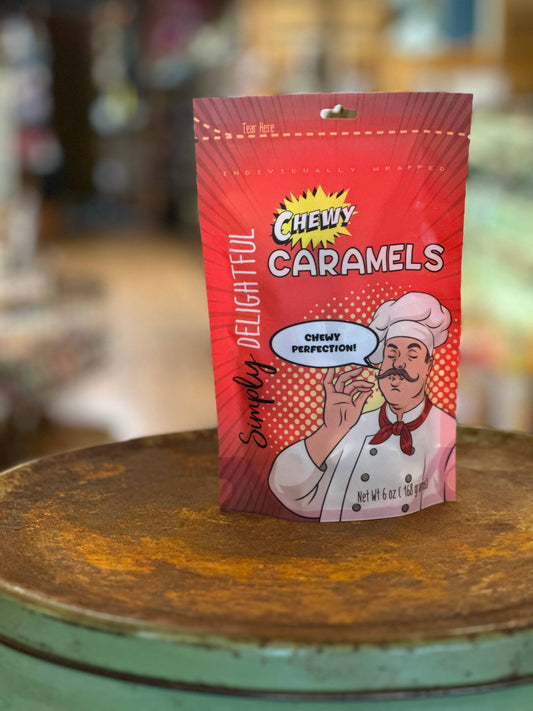 Tear Here
INDIVIDUALLY WRAPPED
CHEWY
CARAMELS
Simply DELIGHTFUL
CHEWY
PERFECTION!
Net Wt 6 oz ( 168 grams)